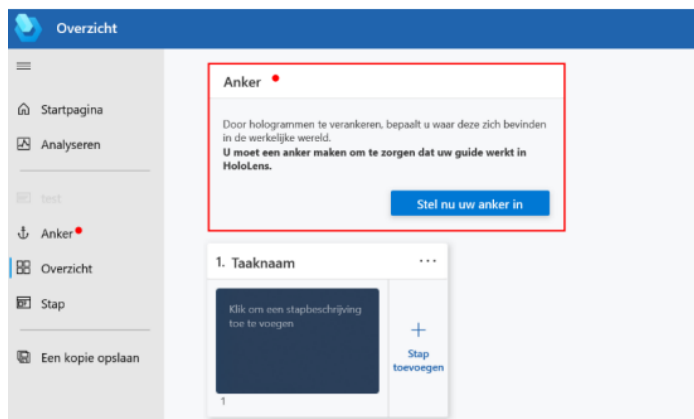 Overzicht
Startpagina
Analyseren
test
Anker
Overzicht
Stap
Een kopie opslaan
Anker
Door hologrammen te verankeren, bepaalt u waar deze zich bevinden
in de werkelijke wereld.
U moet een anker maken om te zorgen dat uw guide werkt in
HoloLens.
Stel nu uw anker in
1. Taaknaam
Klik om een stapbeschrijving
toe te voegen
1
Stap
toevoegen